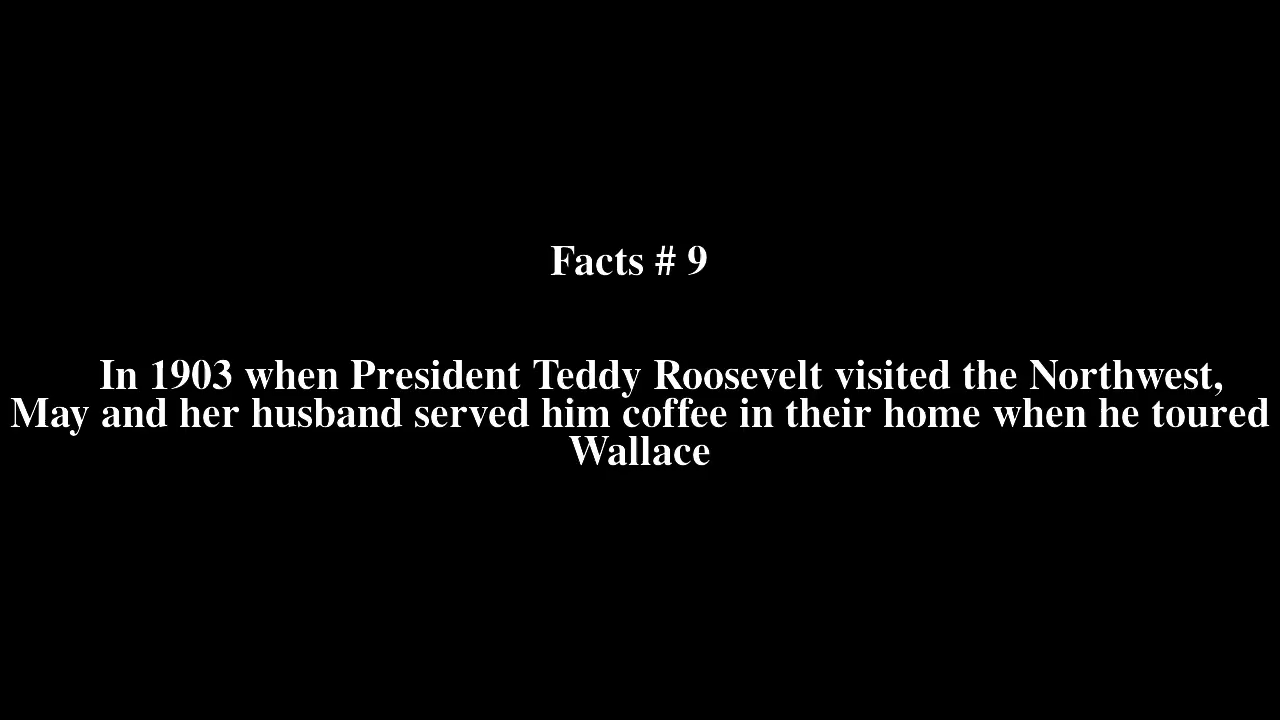 Facts # 9
In 1903 when President Teddy Roosevelt visited the Northwest,
May and her husband served him coffee in their home when he toured
Wallace